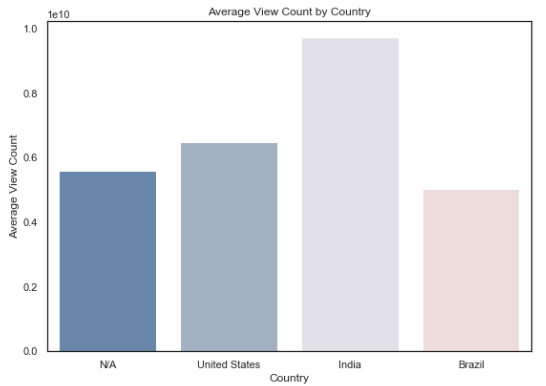 Average View Count by Country
1e10
1.0
0.8
0.6
0.4
0.2
0.0
Average View Count
N/A United States India Brazil
Country